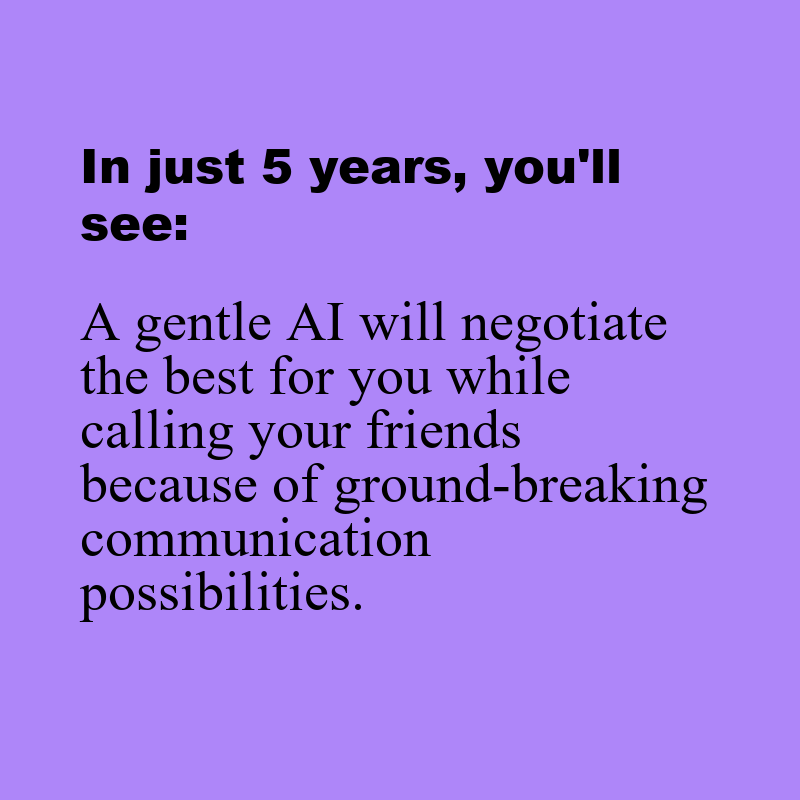 In just 5 years, you'll
see:
A gentle AI will negotiate
the best for you while
calling your friends
because of ground-breaking
communication
possibilities.